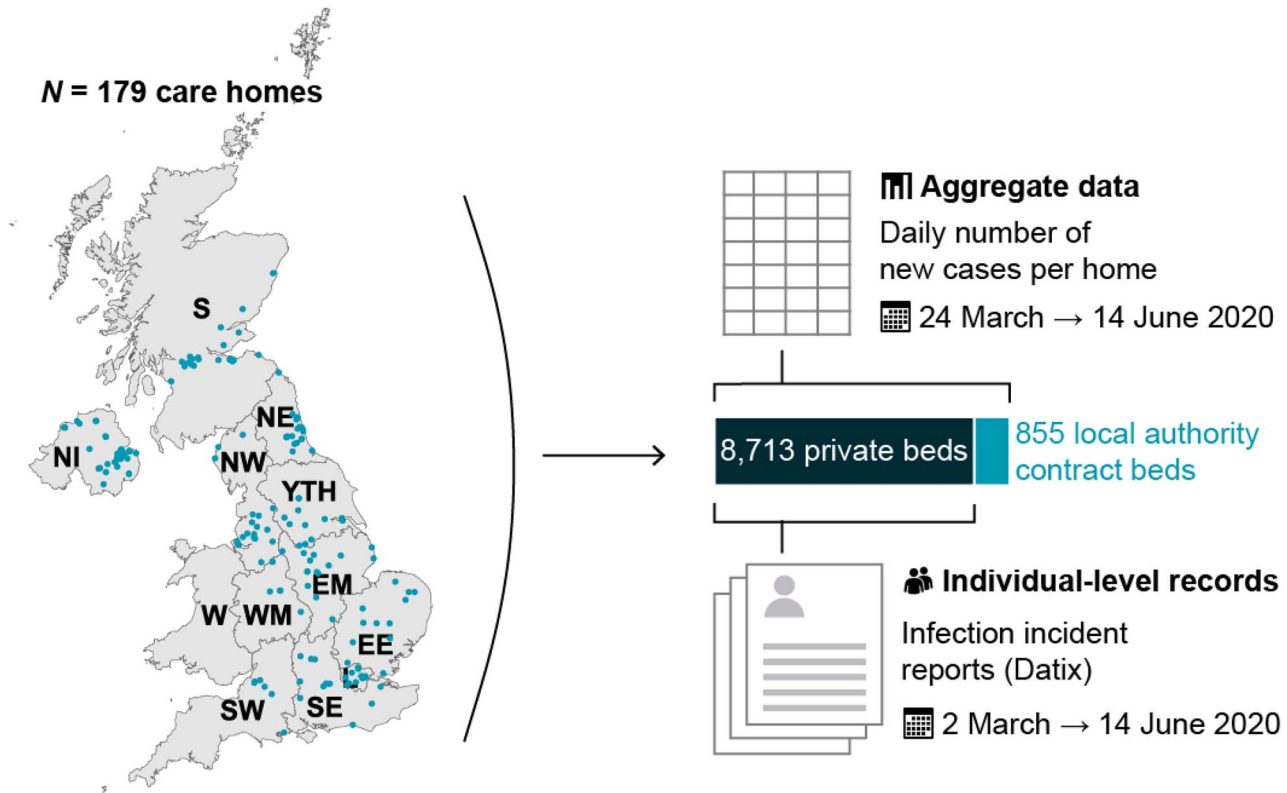 N = 179 care homes
S
NE
NI
NW
YTH
EM
W
WM
EE
L
SW
SE
Aggregate data
Daily number of
new cases per home
24 March → 14 June 2020
8,713 private beds
855 local authority
contract beds
Individual-level records
Infection incident
reports (Datix)
2 March → 14 June 2020